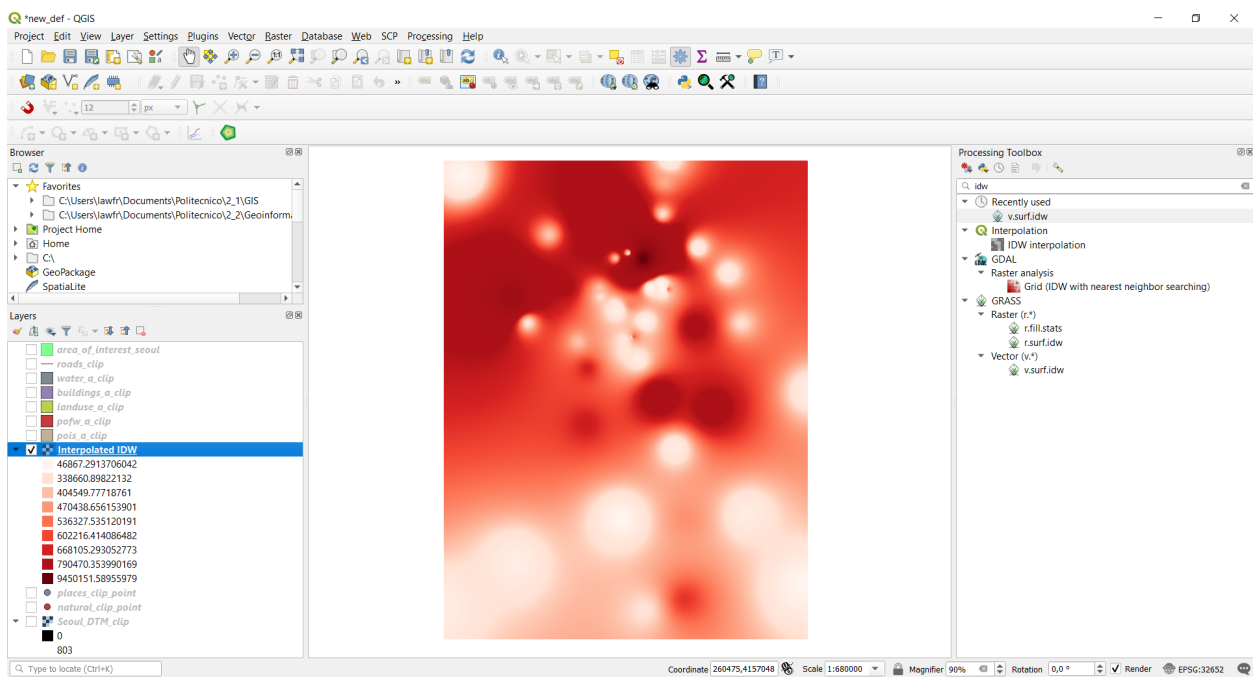 *new_def - QGIS
Project Edit View Layer Settings Plugins Vector Raster Database Web SCP Processing Help
12 px
Browser
Favorites
C:\Users\lawfr\Documents\Politecnico\2_1\GIS
C:\Users\lawfr\Documents\Politecnico\2_2\Geoinforma
Project Home
Home
C:\
GeoPackage
SpatiaLite
Layers
area_of_interest_seoul
roads_clip
water_a_clip
buildings_a_clip
landuse_a_clip
pofw_a_clip
pois_a_clip
Interpolated IDW
46867.2913706042
338660.89822132
404549.77718761
470438.656153901
536327.535120191
602216.414086482
668105.293052773
790470.353990169
9450151.58955979
places_clip_point
natural_clip_point
Seoul_DTM_clip
0
803
Processing Toolbox
idw
Recently used
v.surf.idw
Interpolation
IDW interpolation
GDAL
Raster analysis
Grid (IDW with nearest neighbor searching)
GRASS
Raster (r.*)
r.fill.stats
r.surf.idw
Vector (v.*)
v.surf.idw
Type to locate (Ctrl+K) Coordinate 260475,4157048 Scale 1:680000 Magnifier 90% Rotation 0,0 ° Render EPSG:32652